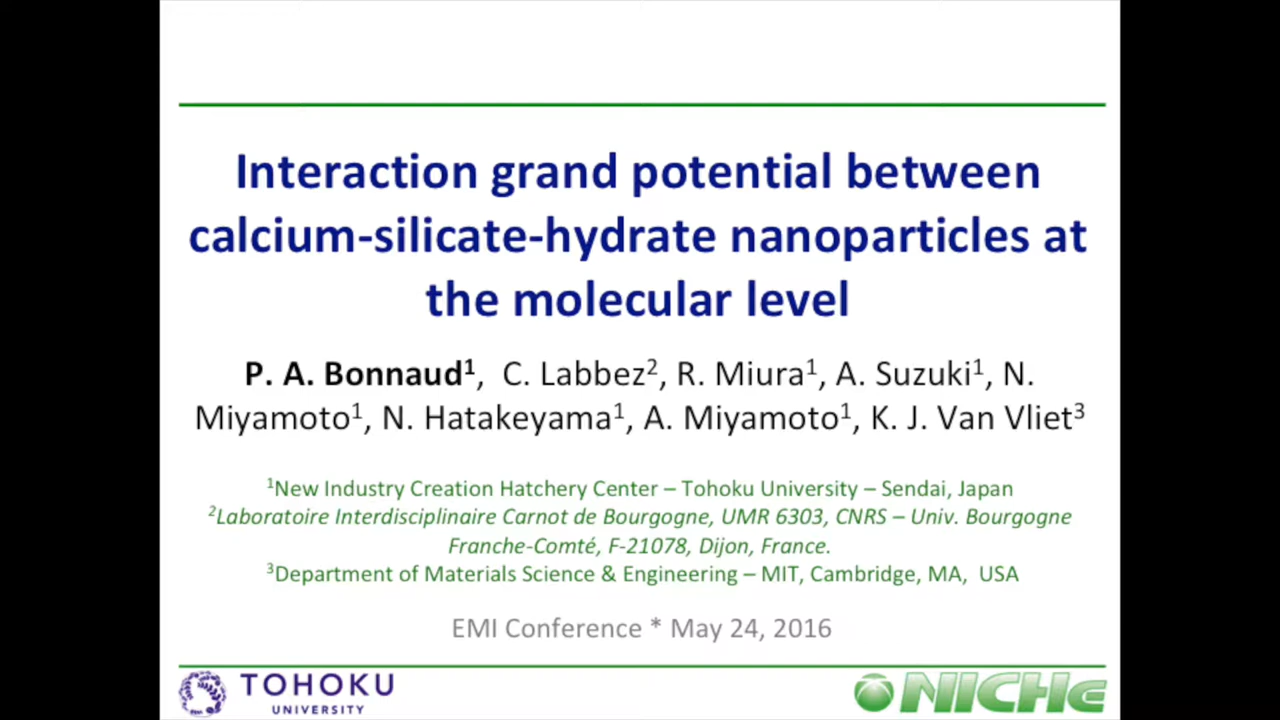 Interaction grand potential between
calcium-silicate-hydrate nanoparticles at
the molecular level
P. A. Bonnaud¹, C. Labbez², R. Miura¹, A. Suzuki¹, N.
Miyamoto¹, N. Hatakeyama¹, A. Miyamoto¹, K. J. Van Vliet³
¹New Industry Creation Hatchery Center – Tohoku University – Sendai, Japan
²Laboratoire Interdisciplinaire Carnot de Bourgogne, UMR 6303, CNRS – Univ. Bourgogne
Franche-Comté, F-21078, Dijon, France.
³Department of Materials Science & Engineering – MIT, Cambridge, MA, USA
EMI Conference * May 24, 2016
TOHOKU
UNIVERSITY
NICHe